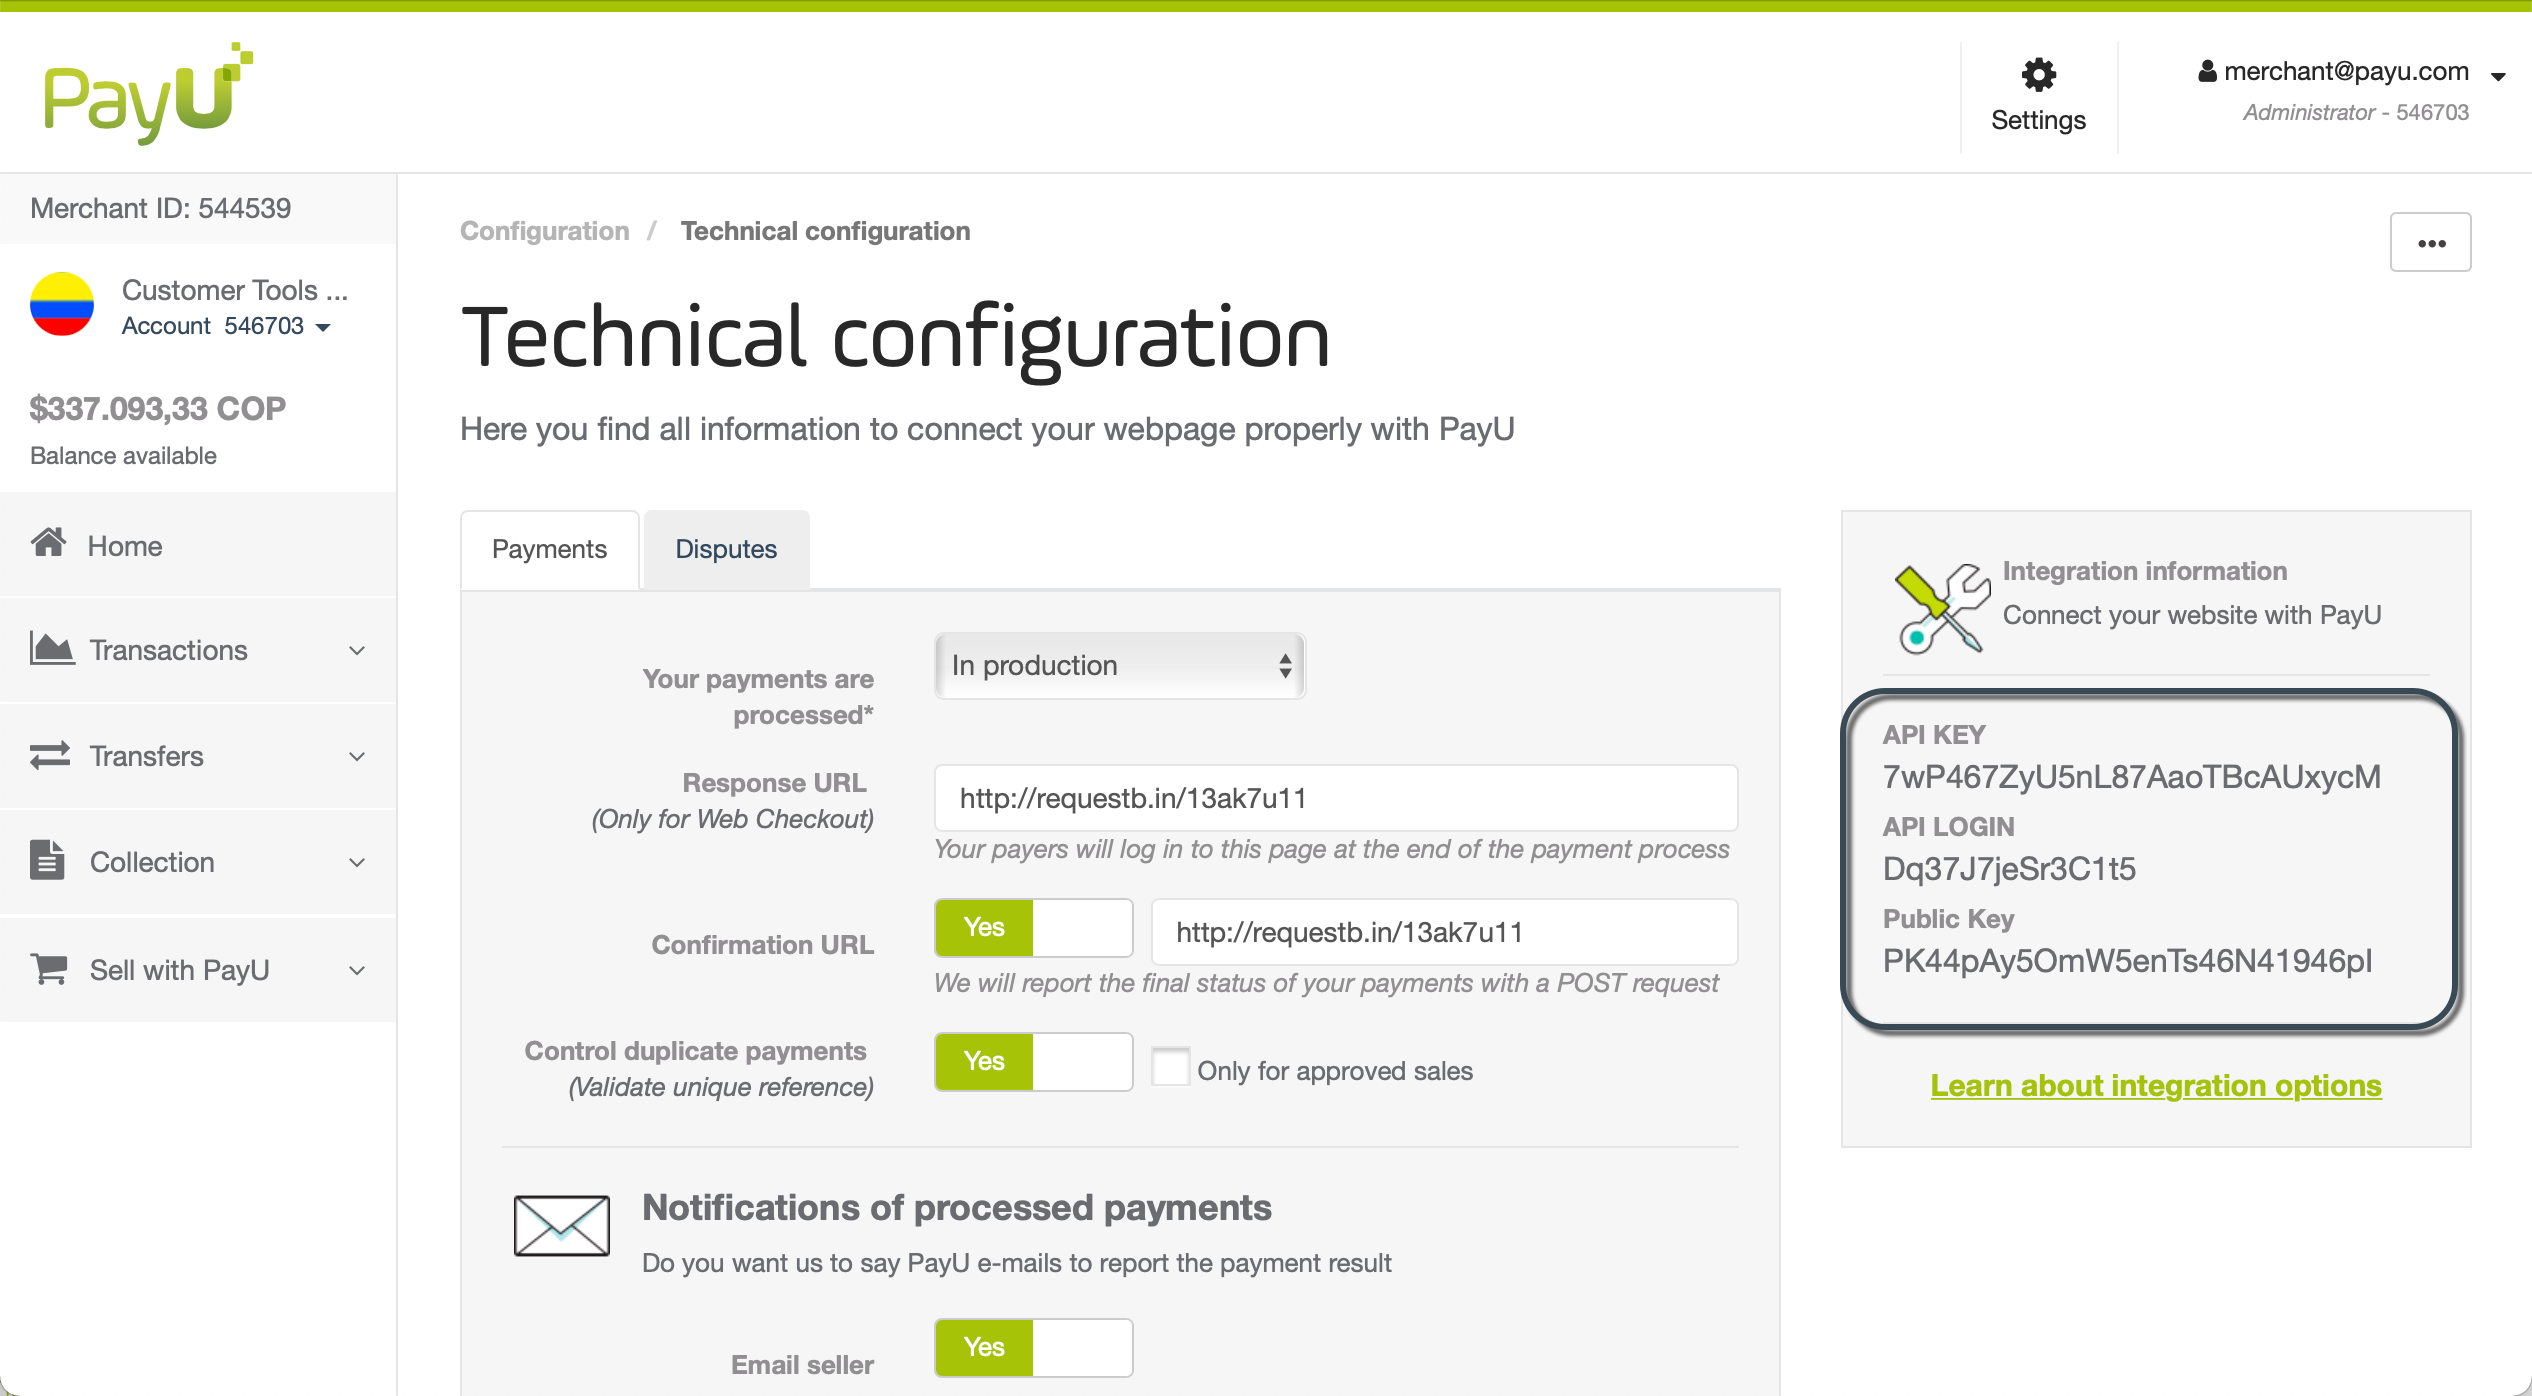 PayU
Settings
merchant@payu.com
Administrator - 546703
Merchant ID: 544539
Customer Tools ...
Account 546703
$337.093,33 COP
Balance available
Home
Transactions
Transfers
Collection
Sell with PayU
Configuration / Technical configuration
Technical configuration
Here you find all information to connect your webpage properly with PayU
Payments
Disputes
Your payments are
processed*
In production
Response URL
(Only for Web Checkout)
http://requestb.in/13ak7u11
Your payers will log in to this page at the end of the payment process
Confirmation URL
Yes
http://requestb.in/13ak7u11
We will report the final status of your payments with a POST request
Control duplicate payments
(Validate unique reference)
Yes
Only for approved sales
Notifications of processed payments
Do you want us to say PayU e-mails to report the payment result
Email seller
Yes
Integration information
Connect your website with PayU
API KEY
7wP467ZyU5nL87AaoTBcAUxycM
API LOGIN
Dq37J7jeSr3C1t5
Public Key
PK44pAy5OmW5enTs46N41946pI
Learn about integration options